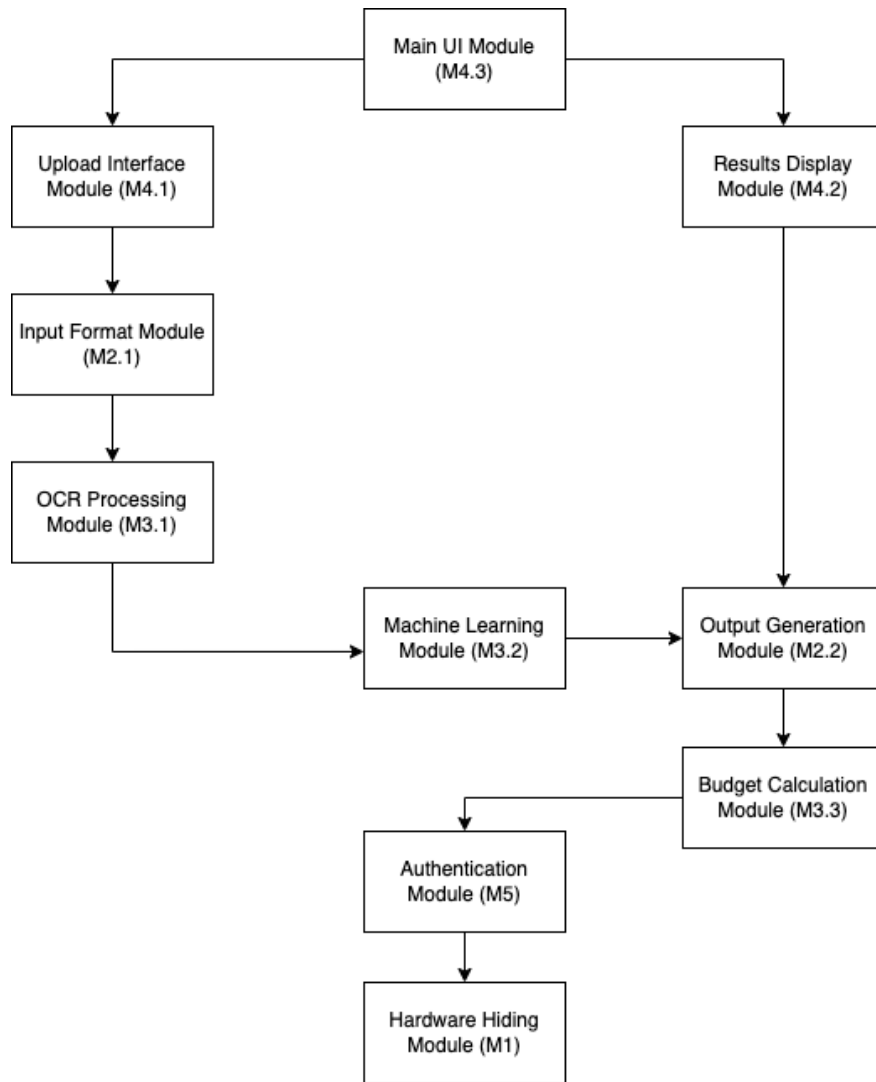 Main UI Module
(M4.3)
Upload Interface
Module (M4.1)
Results Display
Module (M4.2)
Input Format Module
(M2.1)
OCR Processing
Module (M3.1)
Machine Learning
Module (M3.2)
Output Generation
Module (M2.2)
Budget Calculation
Module (M3.3)
Authentication
Module (M5)
Hardware Hiding
Module (M1)